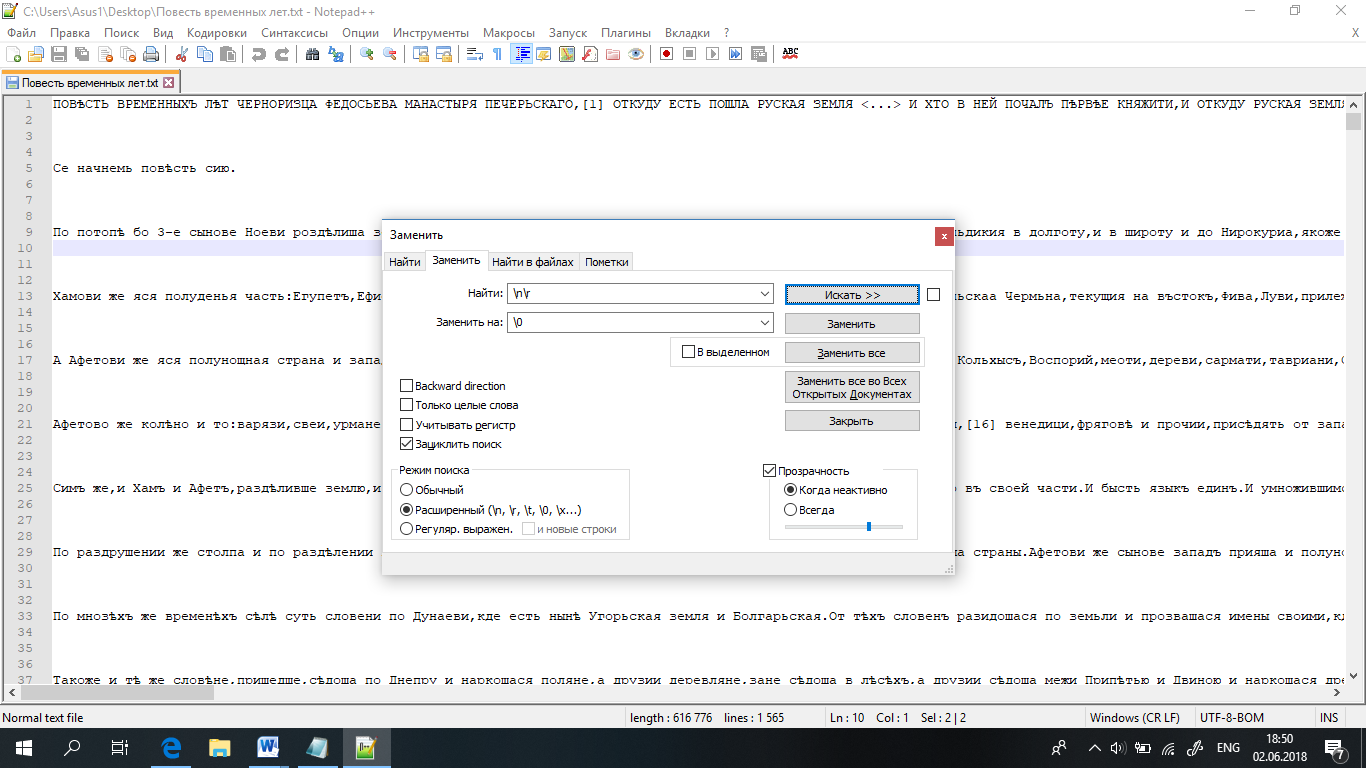 C:\Users\Asus1\Desktop\Повесть временных лет.txt - Notepad++
Файл Правка Поиск Вид Кодировки Синтаксисы Опции Инструменты Макросы Запуск Плагины Вкладки ? X
ABC
Повесть временных лет.txt
1 ПОВѢСТЬ ВРЕМЕННЫХЪ ЛѢТ ЧЕРНОРИЗЦА ФЕДОСЬЕВА МАНАСТЫРЯ ПЕЧЕРЬСКАГО,[1] ОТКУДУ ЕСТЬ ПОШЛА РУСКАЯ ЗЕМЛЯ <...> И ХТО В НЕЙ ПОЧАЛЪ ПѢРВѢЕ КНЯЖИТИ,И ОТКУДУ РУСКАЯ ЗЕМЛЯ
2
3
4
5 Се начнемь повѣсть сию.
6
7
8
9 По потопѣ бо 3-е сынове Ноеви роздѣлиша з ьдикия в долготу,и в широту и до Нирокуриа,якоже
10
11
12
13 Хамови же яся полуденья часть:Египетъ,Ефи льскаа Чермьна,текущия на въстокъ,Фива,Луви,прилеж
14
15
16
17 А Афетови же яся полунощная страна и запад Кольхысъ,Воспорий,меоти,дереви,сармати,тавриани,С
18
19
20
21 Афетово же колѣно и то:варязи,свеи,урмане ,[16] венедици,фряговѣ и прочии,присѣдять от запа
22
23
24
25 Симъ же,и Хамъ и Афетъ,раздѣливше землю,и о въ своей части.И бысть языкъ единъ.И умножившимс
26
27
28
29 По раздрушении же столпа и по раздѣлении на страны.Афетови же сынове западъ прияша и полуно
30
31
32
33 По мнозѣхъ же временѣхъ сѣлѣ суть словени по Дунаеви,кде есть нынѣ Угорьская земля и Болгарьская.От тѣхъ словенъ разидошася по земьли и прозвашася имены своими,кд
34
35
36
37 Такоже и тѣ же словѣне,пришедше,сѣдоша по Днепру и наркошася поляне,а друзии деревляне,зане сѣдоша в лѣсѣхъ,а друзии сѣдоша межи Припѣтью и Двиною и наркошася дре
Заменить
x
Найти Заменить Найти в файлах Пометки
Найти: \n\r Искать >>
Заменить на: \0 Заменить
В выделенном Заменить все
Заменить все во Всех
Открытых Документах
Закрыть
Backward direction
Только целые слова
Учитывать регистр
Зациклить поиск
Режим поиска
Обычный
Расширенный (\n, \r, \t, \0, \x...)
Регуляр. выражен. и новые строки
Прозрачность
Когда неактивно
Всегда
Normal text file length : 616 776 lines : 1 565 Ln : 10 Col : 1 Sel : 2 | 2 Windows (CR LF) UTF-8-BOM INS
ENG 18:50
02.06.2018
7